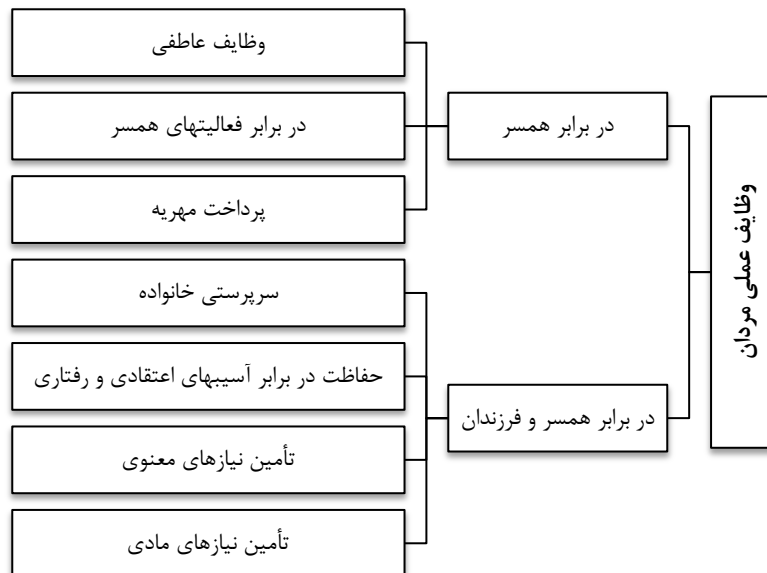 وظایف عملی مردان
در برابر همسر
وظایف عاطفی
در برابر فعالیتهای همسر
پرداخت مهریه
در برابر همسر و فرزندان
سرپرستی خانواده
حفاظت در برابر آسیبهای اعتقادی و رفتاری
تأمین نیازهای معنوی
تأمین نیازهای مادی